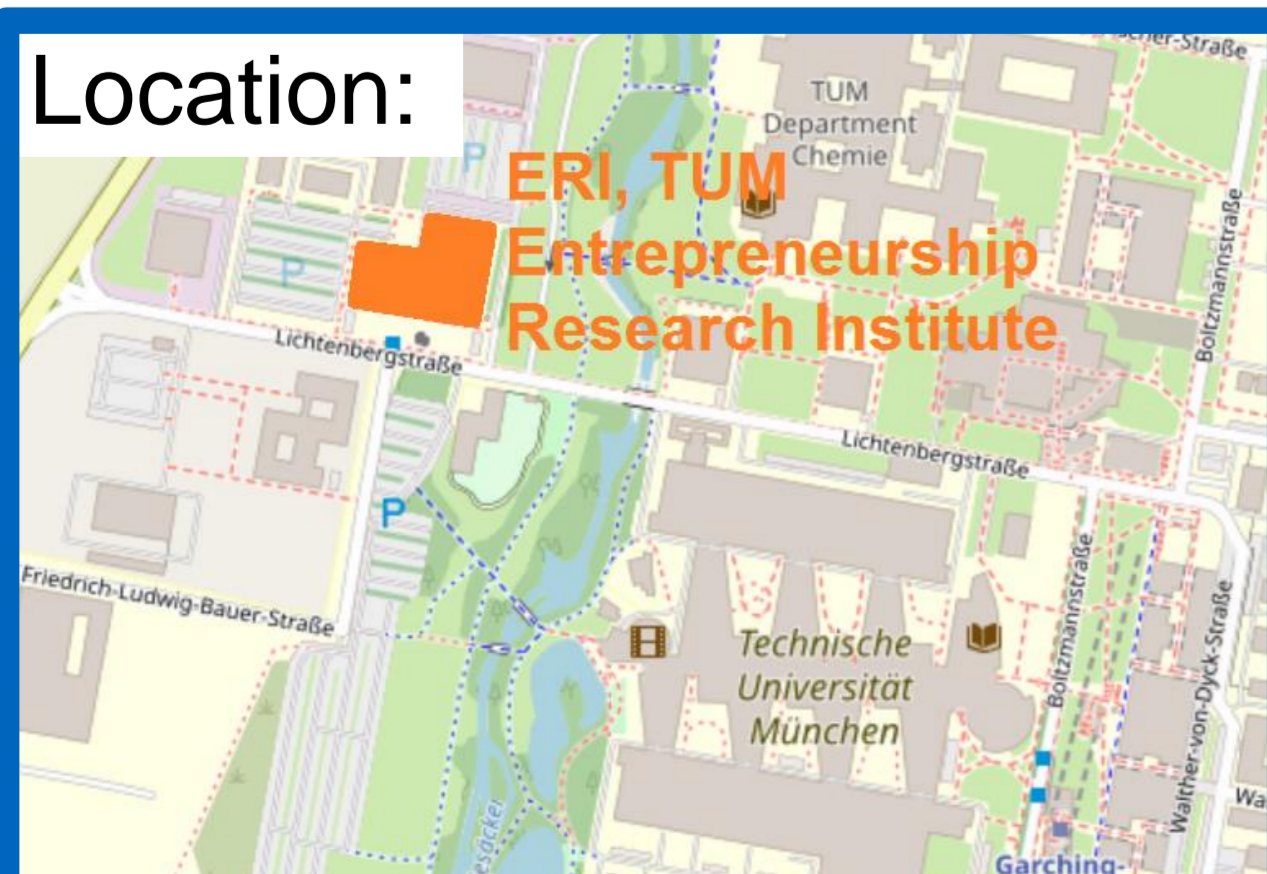 Location:
TUM
Department
Chemie
P
ERI, TUM
Entrepreneurship
Research Institute
P
Boltzmannstraße
Lichtenbergstraße
Lichtenbergstraße
P
Friedrich-Ludwig-Bauer-Straße
Technische
Universität
München
Boltzmannstraße
Walther-von-Dyck-Straße
Wa
Garching-